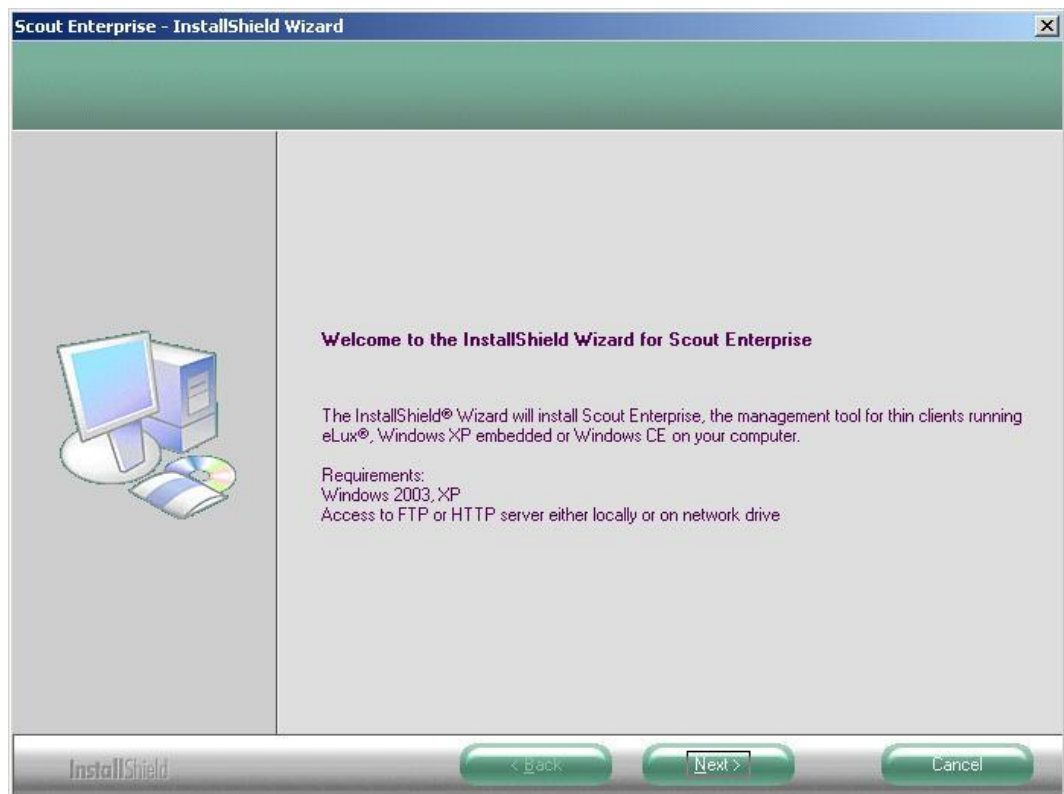 Scout Enterprise - InstallShield Wizard
Welcome to the InstallShield Wizard for Scout Enterprise
The InstallShield® Wizard will install Scout Enterprise, the management tool for thin clients running
eLux®, Windows XP embedded or Windows CE on your computer.
Requirements:
Windows 2003, XP
Access to FTP or HTTP server either locally or on network drive
InstallShield
< Back
Next >
Cancel